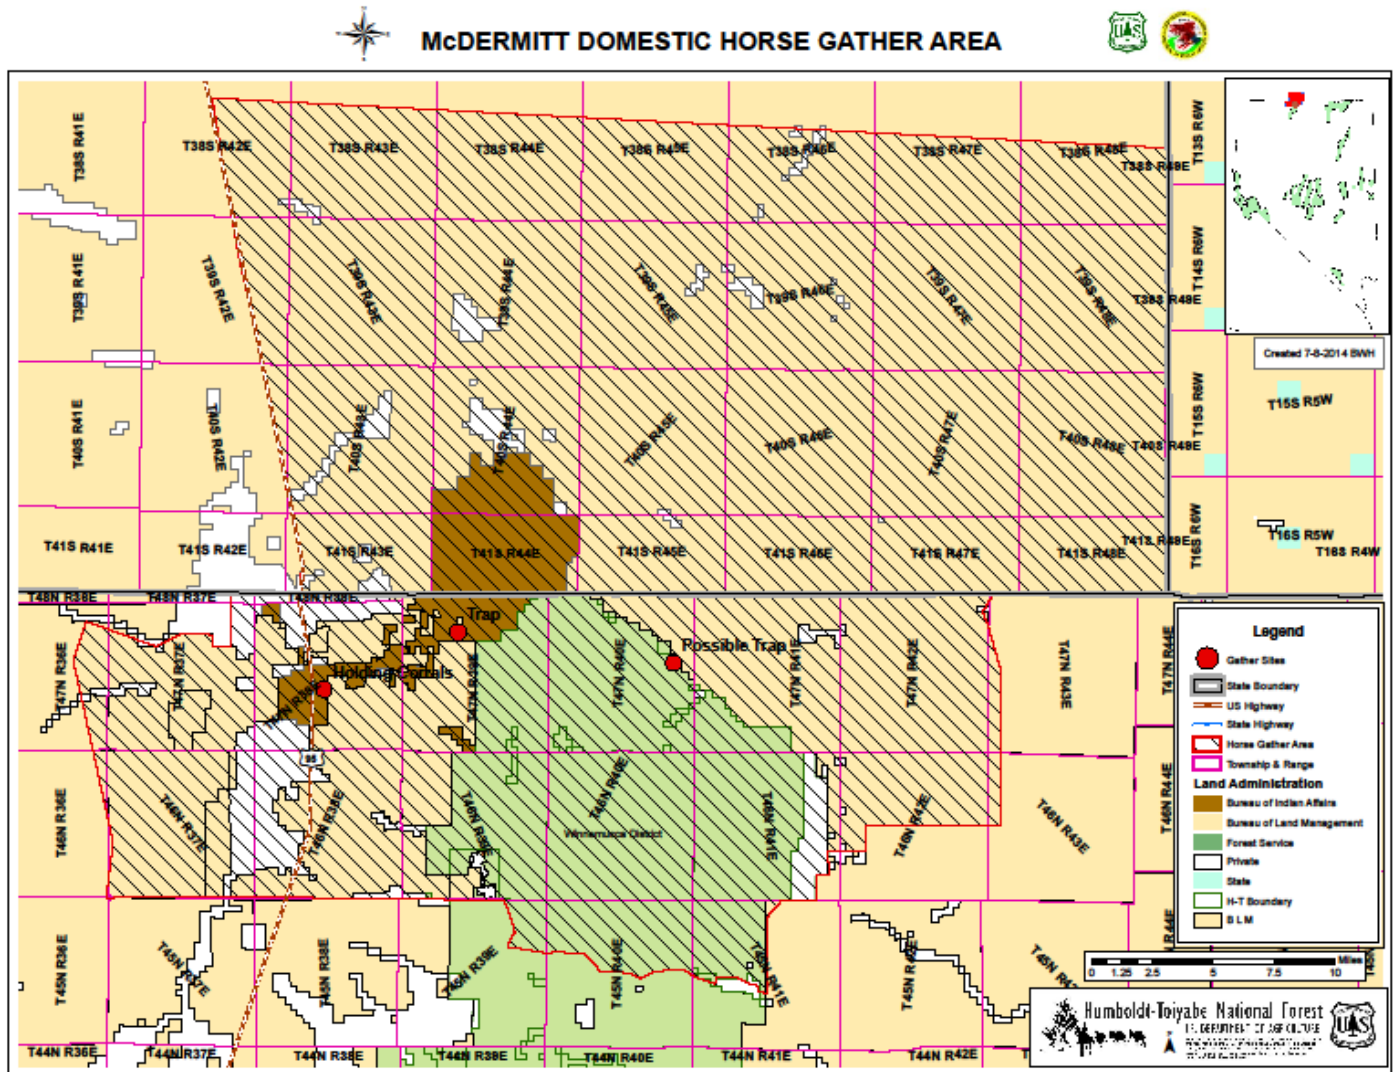 McDERMITT DOMESTIC HORSE GATHER AREA
T38S R41E
T38S R42E
T38S R43E
T38S R44E
T38S R45E
T38S R46E
T38S R47E
T38S R48E
T38S R49E
T13S R6W
T39S R41E
T39S R42E
T39S R43E
T39S R44E
T39S R45E
T39S R46E
T39S R47E
T39S R48E
T14S R6W
Created 7-8-2014 BWH
T40S R41E
T40S R42E
T40S R43E
T40S R44E
T40S R45E
T40S R46E
T40S R47E
T40S R48E
T40S R49E
T15S R6W
T15S R5W
T41S R41E
T41S R42E
T41S R43E
T41S R44E
T41S R45E
T41S R46E
T41S R47E
T41S R48E
T41S R49E
T16S R6W
T16S R5W
T16S R4W
T48N R36E
T48N R37E
T48N R38E
Trap
Possible Trap
Holding Corrals
T47N R36E
T47N R37E
T47N R38E
T47N R39E
T47N R40E
T47N R41E
T47N R42E
T47N R43E
T47N R44E
95
T46N R36E
T46N R37E
T46N R38E
T46N R39E
T46N R40E
T46N R41E
T46N R42E
T46N R43E
T46N R44E
Winnemucca District
T45N R36E
T45N R37E
T45N R38E
T45N R39E
T45N R40E
T45N R41E
T45N R42E
T44N R36E
T44N R37E
T44N R38E
T44N R39E
T44N R40E
T44N R41E
T44N R42E
Legend
Gather Sites
State Boundary
US Highway
State Highway
Horse Gather Area
Township & Range
Land Administration
Bureau of Indian Affairs
Bureau of Land Management
Forest Service
Private
State
H-T Boundary
B L M
Miles
0 1.25 2.5 5 7.5 10
Humboldt-Toiyabe National Forest
U.S. DEPARTMENT OF AGRICULTURE